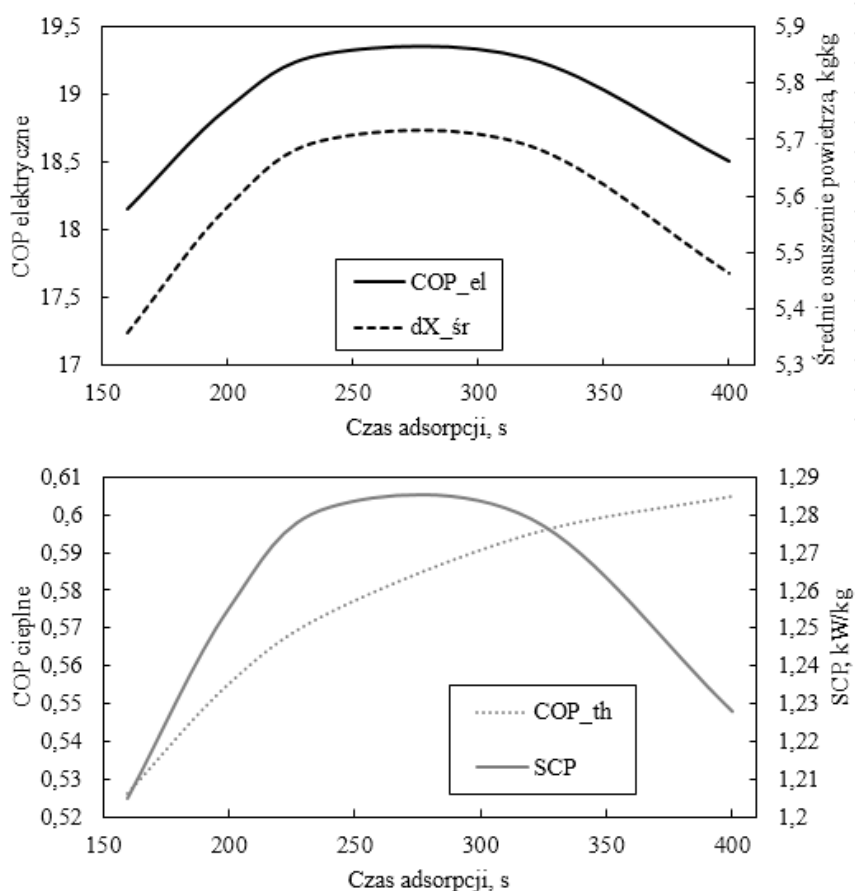 19,5
19
18,5
18
17,5
17
COP elektryczne
5,9
5,8
5,7
5,6
5,5
5,4
5,3
Średnie osuszenie powietrza, kgkg
COP_el
dX_śr
150 200 250 300 350 400
Czas adsorpcji, s
0,61
0,6
0,59
0,58
0,57
0,56
0,55
0,54
0,53
0,52
COP cieplne
1,29
1,28
1,27
1,26
1,25
1,24
1,23
1,22
1,21
1,2
SCP, kW/kg
COP_th
SCP
150 200 250 300 350 400
Czas adsorpcji, s